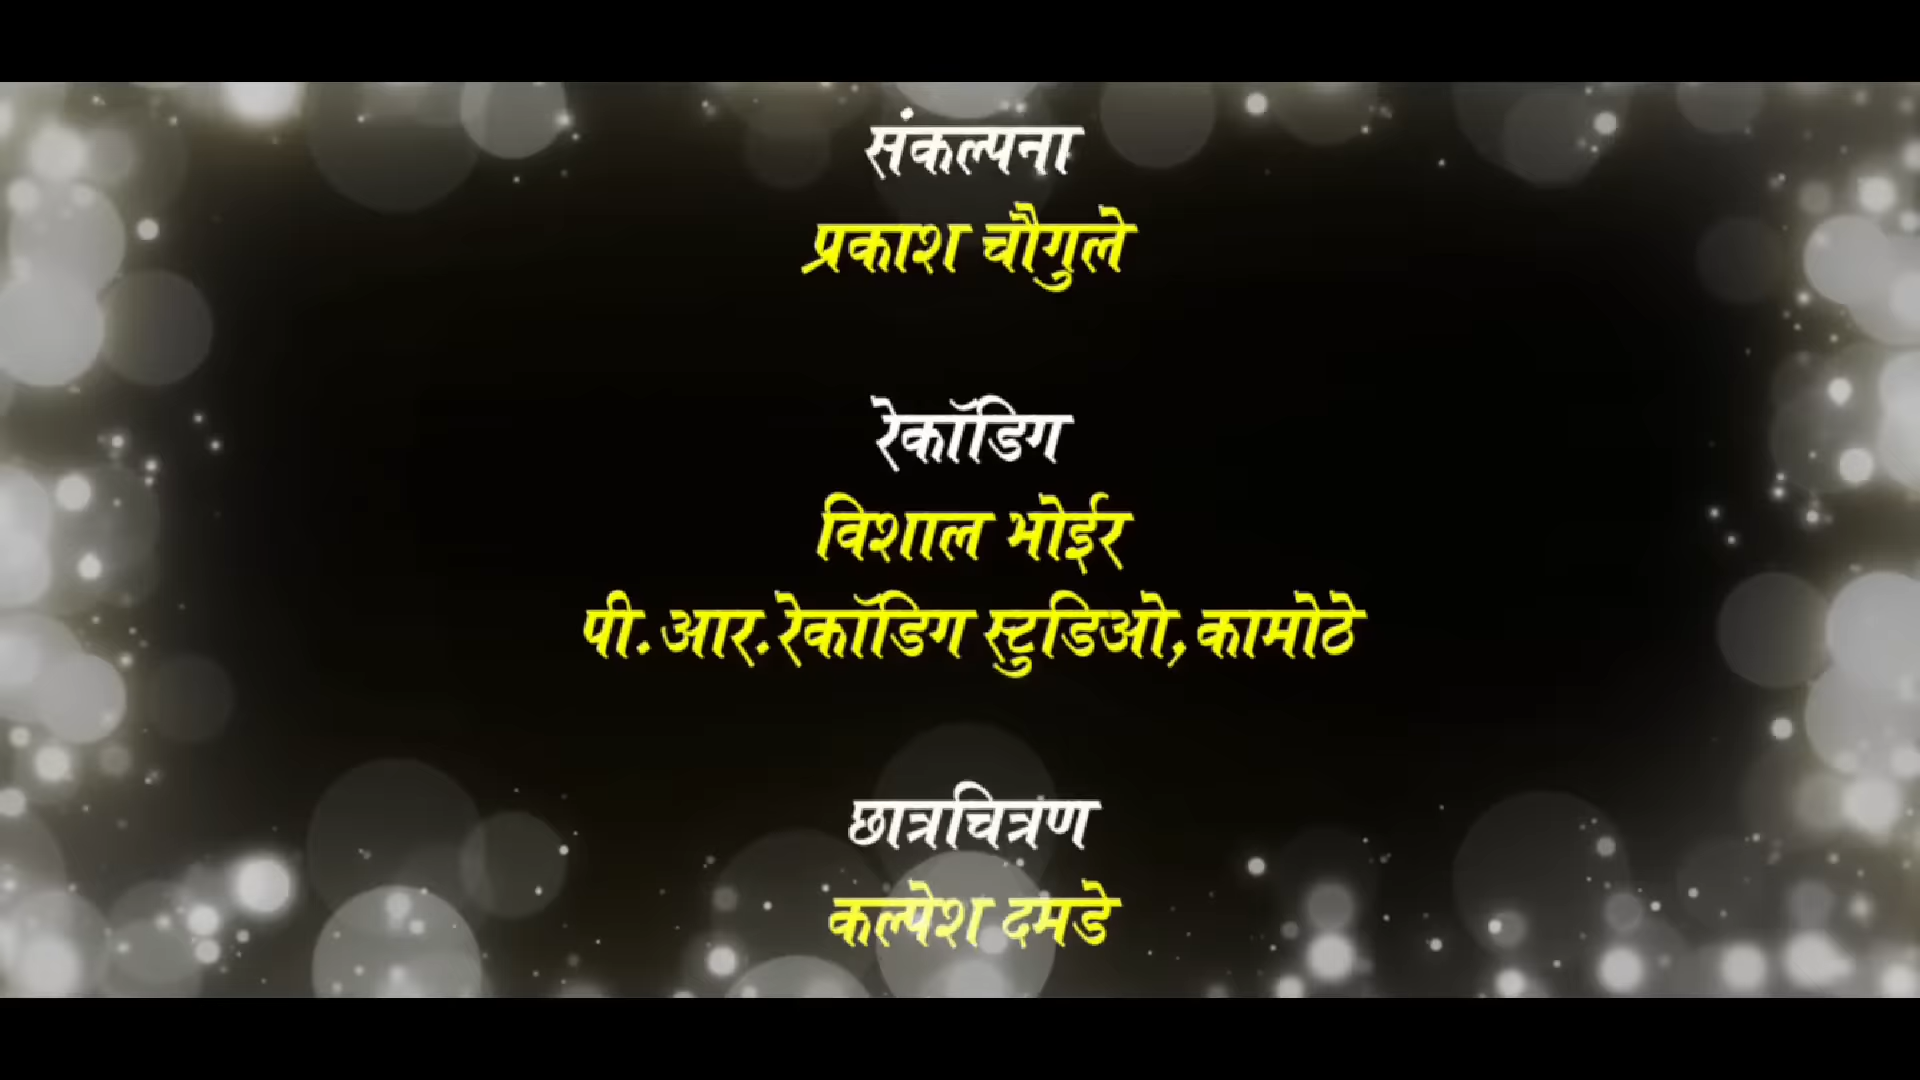 संकल्पना
प्रकाश चौगुले
रेकॉडिग
विशाल भोईर
पी.आर.रेकॉडिग स्टुडिओ,कामोठे
छात्रचित्रण
कल्पेश दमडे